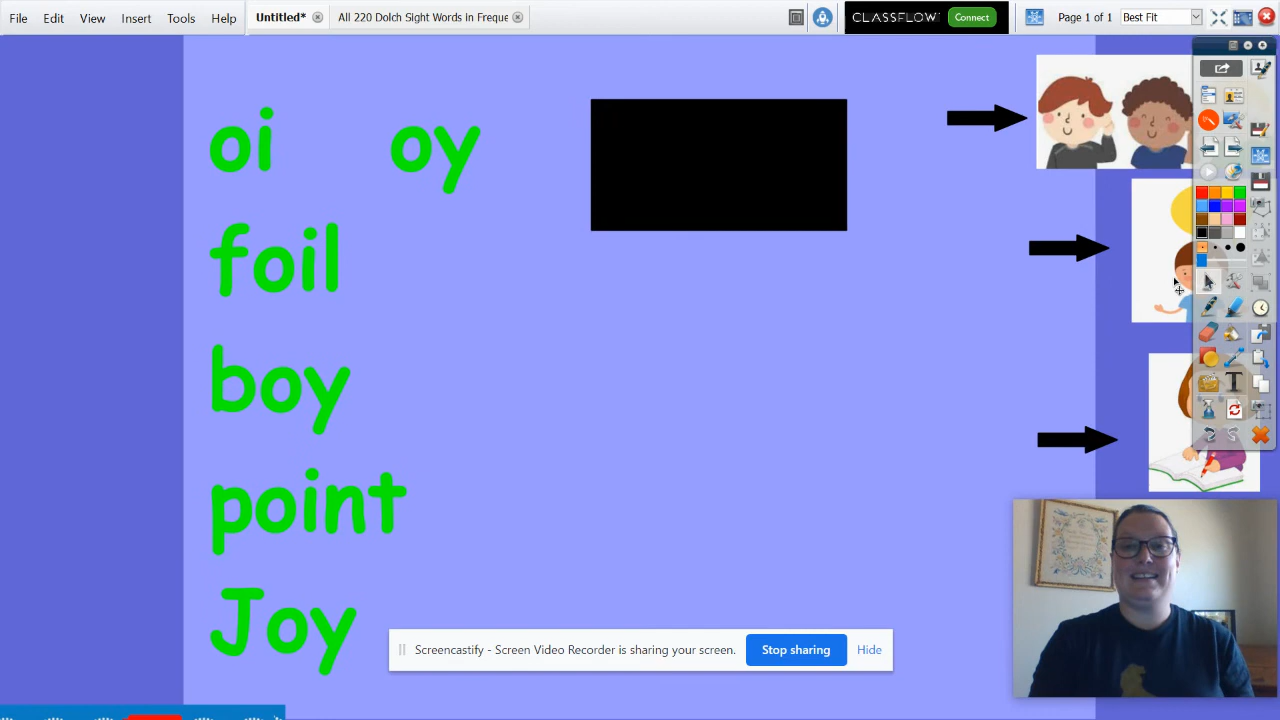 File Edit View Insert Tools Help Untitled* All 220 Dolch Sight Words in Freque CLASSFLOW Connect Page 1 of 1 Best Fit
oi oy
foil
boy
point
Joy
Screencastify - Screen Video Recorder is sharing your screen. Stop sharing Hide